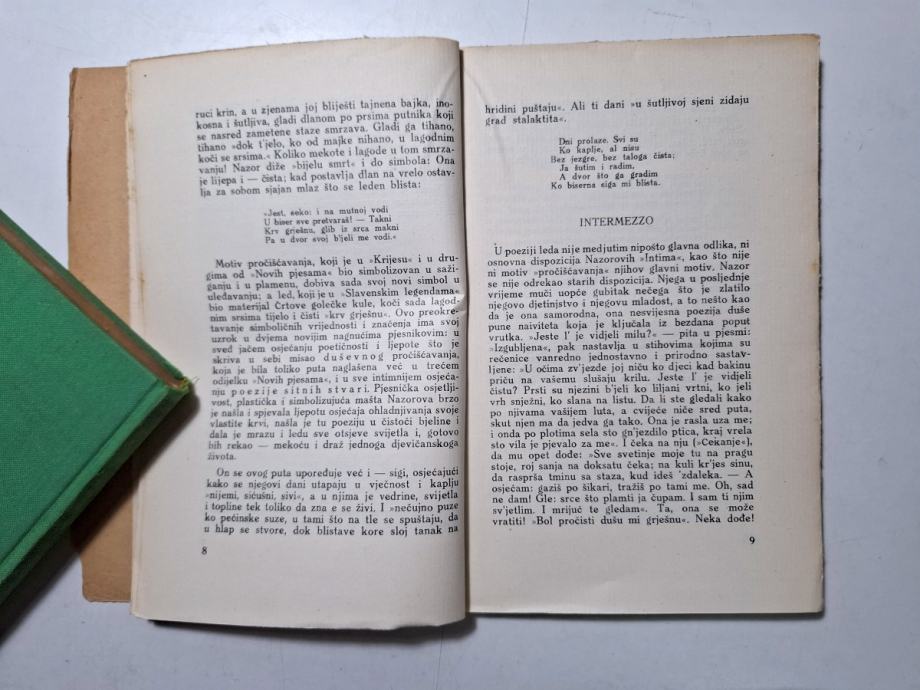 ruci krin, a u zjenama joj bliješti tajnena bajka, ino-
kosna i šutljiva, gladi dlanom po prsima putnika koji
se nasred zametene staze smrzava. Gladi ga tihano,
tihano »dok t'jelo, ko od majke nihano, u lagodnim
koči se srsima.« Koliko mekote i lagode u tom smrza-
vanju! Nazor diže »bijelu smrt« i do simbola: Ona
je lijepa i — čista; kad postavlja dlan na vrelo ostav-
lja za sobom sjajan mlaz što se leden blista:
»Jest, seko: i na mutnoj vodi
U biser sve pretvaraš! — Takni
Krv grješnu, glib iz srca makni
Pa u dvor svoj b'jeli me vodi.«
Motiv pročišćavanja, koji je u »Krijesu« i u dru-
gima od »Novih pjesama« bio simbolizovan u saži-
ganju i u plamenu, dobiva sada svoj novi simbol u
uleđavanju; a led, koji je u »Slavenskim legendama«
bio materijal Crtove golečke kule, koči sada lagod-
nim srsima tijelo i čisti »krv grješnu«. Ovo preokre-
tavanje simboličnih vrijednosti i značenja ima svoj
uzrok u dvjema novijim nagnućima pjesnikovim: u
sved jačem osjećanju poetičnosti i ljepote što je
skriva u sebi misao duševnog pročišćavanja,
koja je bila toliko puta naglašena već u trećem
odijelku »Novih pjesama«, i u sve intimnijem osjeća-
nju poezije sitnih stvari. Pjesnička osjetlji-
vost, plastička i simbolizujuća mašta Nazorova brzo
je našla i spjevala ljepotu osjećaja ohladnjivanja svoje
vlastite krvi, našla je tu poeziju u čistoći bjeline i
dala je mrazu i ledu sve otsjeve svijetla i, gotovo
bih rekao — mekoću i draž jednoga djevičanskoga
života.
On se ovog puta upoređuje već i — sigi, osjećajući
kako se njegovi dani utapaju u vječnost i kaplju
»nijemi, sićušni, sivi«, a u njima je vedrine, svijetla
i topline tek toliko da zna e se živi. I »nečujno puze
ko pećinske suze, u tami što na tle se spuštaju, da
u hlap se stvore, dok blistave kore sloj tanak na
8
hridini puštaju«. Ali ti dani »u šutljivoj sjeni zidaju
grad stalaktita«.
Dni prolaze. Svi su
Ko kaplje, al nisu
Bez jezgre, bez taloga čista;
Ja šutim i radim,
A dvor što ga gradim
Ko biserna siga mi blista.
INTERMEZZO
U poeziji leda nije medjutim nipošto glavna odlika, ni
osnovna dispozicija Nazorovih »Intima«, kao što nije
ni motiv »pročišćavanja« njihov glavni motiv. Nazor
se nije odrekao starih dispozicija. Njega u posljednje
vrijeme muči uopće gubitak nečega što je zlatilo
njegovo djetinjstvo i njegovu mladost, a to nešto kao
da je ona samorodna, ona nesvijesna poezija duše
pune naiviteta koja je ključala iz bezdana poput
vrutka. »Jeste l' je vidjeli milu?« — pita u pjesmi:
»Izgubljena«, pak nastavlja u stihovima kojima su
rečenice vanredno jednostavno i prirodno sastav-
ljene: »U očima zv'jezde joj niču ko djeci kad bakinu
priču na vašemu slušaju krilu. Jeste l' je vidjeli
čistu? Prsti su njezini b'jeli ko liljani vrtni, ko jeli
vrh snježni, ko slana na listu. Da li ste gledali kako
po njivama vašijem luta, a cvijeće niče sred puta,
skut njen ma da jedva ga tako. Ona je rasla uza me;
i onda po plotima sela sto gn'jezdilo ptica, kraj vrela
sto vila je pjevalo za me«. I čeka na nju (»Čekanje«),
da mu opet dođe: »Sve svetinje moje tu na pragu
stoje, roj sanja na doksatu čeka; na kuli kr'jes sinu,
da rasprša tminu sa staza, kud ideš 'zdaleka. — A
osjećam: gaziš po šikari, tražiš po tami me. Oh, sad
ne dam! Gle: srce što plamti ja čupam. I sam ti njim
sv'jetlim. I mrijuć te gledam«. Ta, ona se može
vratiti! »Bol pročisti dušu mi grješnu«. Neka dođe!
9